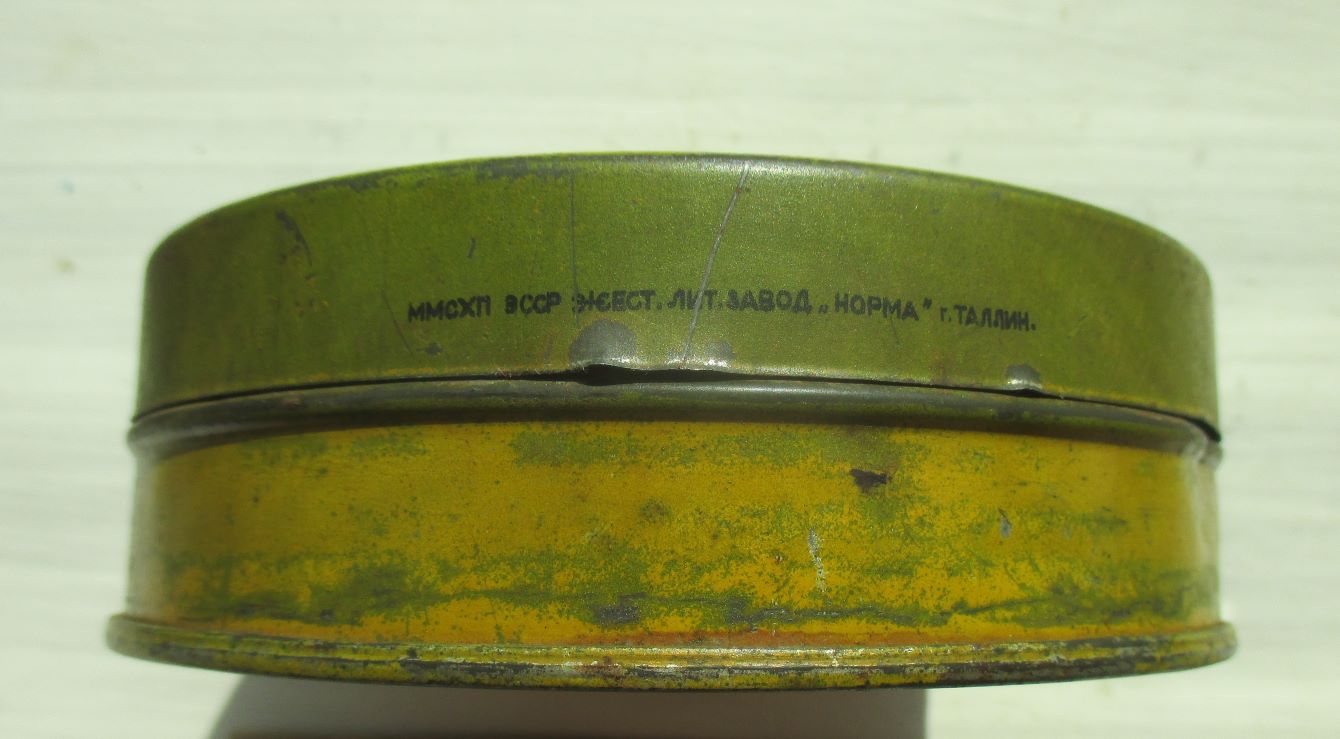 ММСХП ЭССР ЖЕСТ. ЛИТ. ЗАВОД „НОРМА” г. ТАЛЛИН.